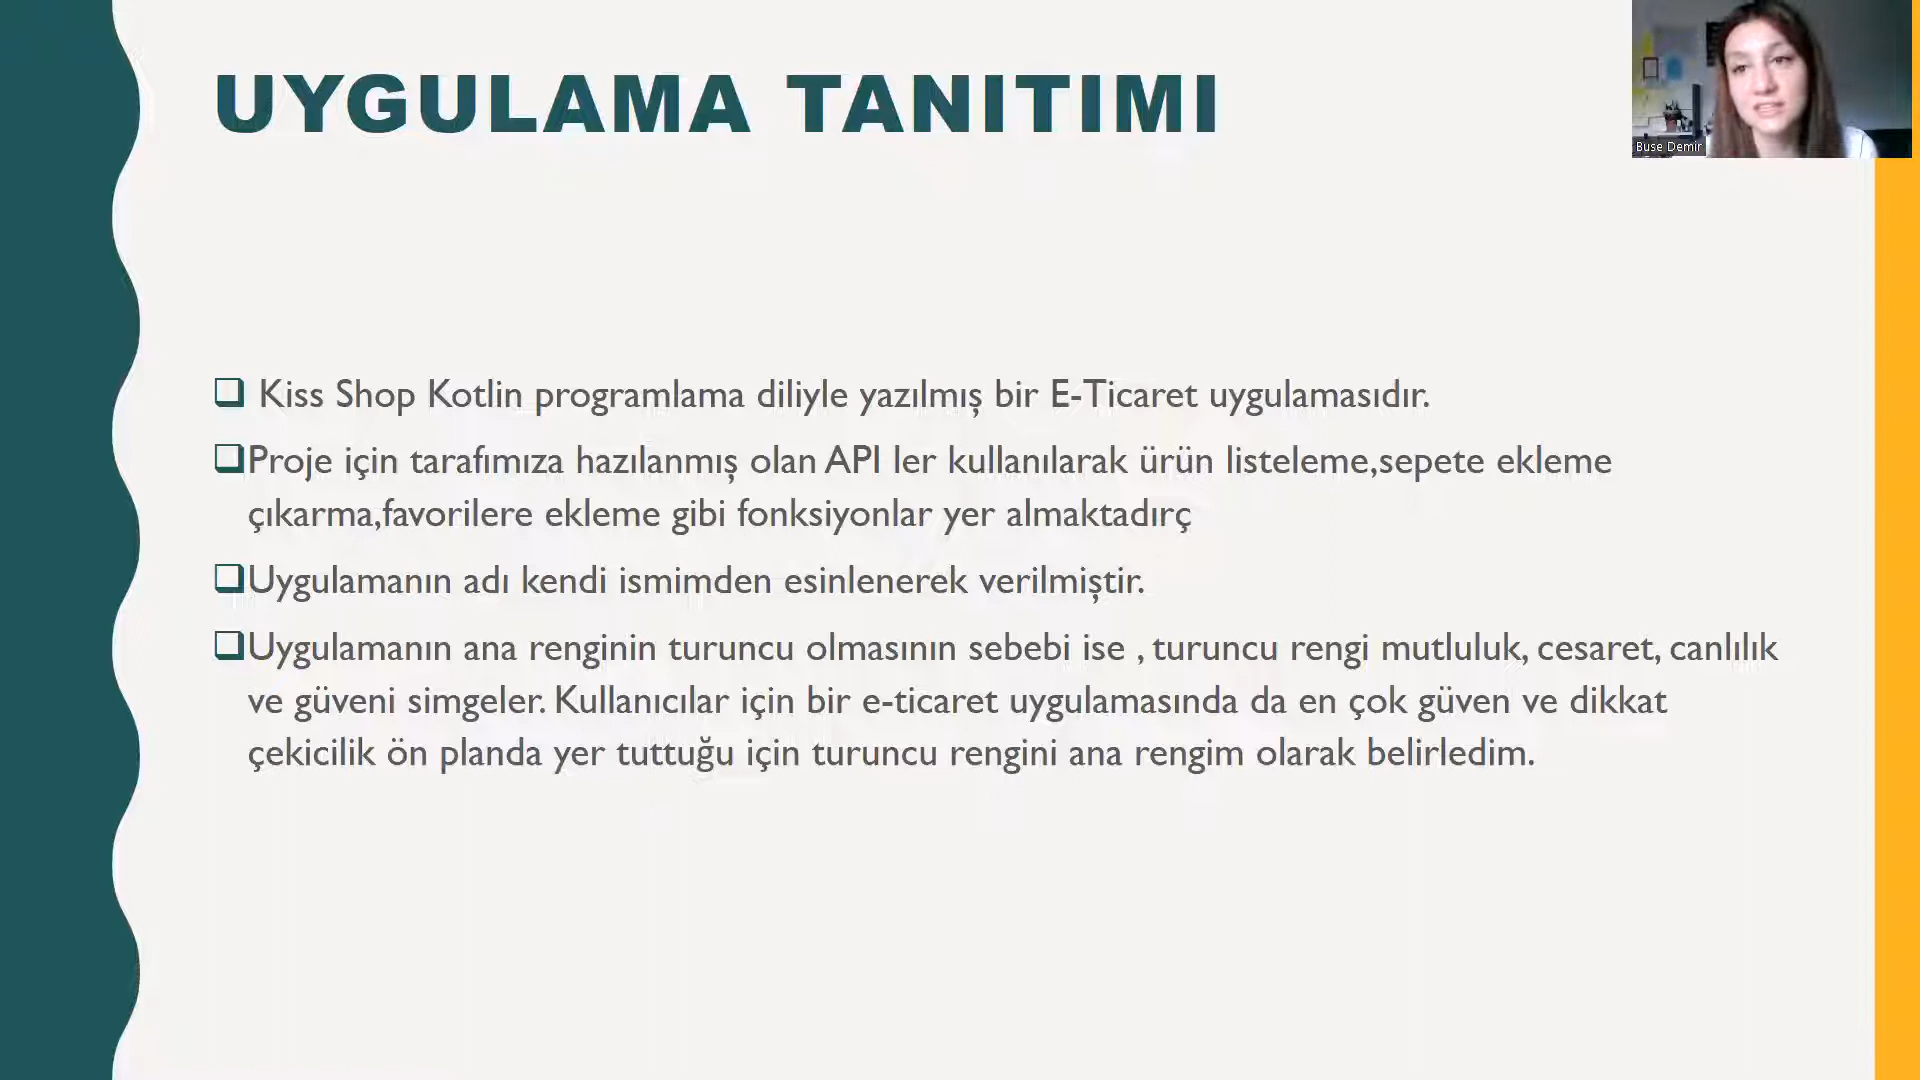 UYGULAMA TANITIMI
Buse Demir
Kiss Shop Kotlin programlama diliyle yazılmış bir E-Ticaret uygulamasıdır.
Proje için tarafımıza hazılanmış olan API ler kullanılarak ürün listeleme,sepete ekleme
çıkarma,favorilere ekleme gibi fonksiyonlar yer almaktadırç
Uygulamanın adı kendi ismimden esinlenerek verilmiştir.
Uygulamanın ana renginin turuncu olmasının sebebi ise , turuncu rengi mutluluk, cesaret, canlılık
ve güveni simgeler. Kullanıcılar için bir e-ticaret uygulamasında da en çok güven ve dikkat
çekicilik ön planda yer tuttuğu için turuncu rengini ana rengim olarak belirledim.